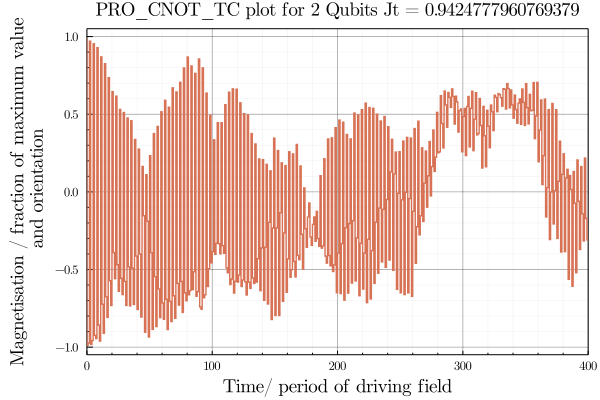 PRO_CNOT_TC plot for 2 Qubits Jt = 0.9424777960769379
Magnetisation / fraction of maximum value
and orientation
1.0
0.5
0.0
−0.5
−1.0
0 100 200 300 400
Time/ period of driving field